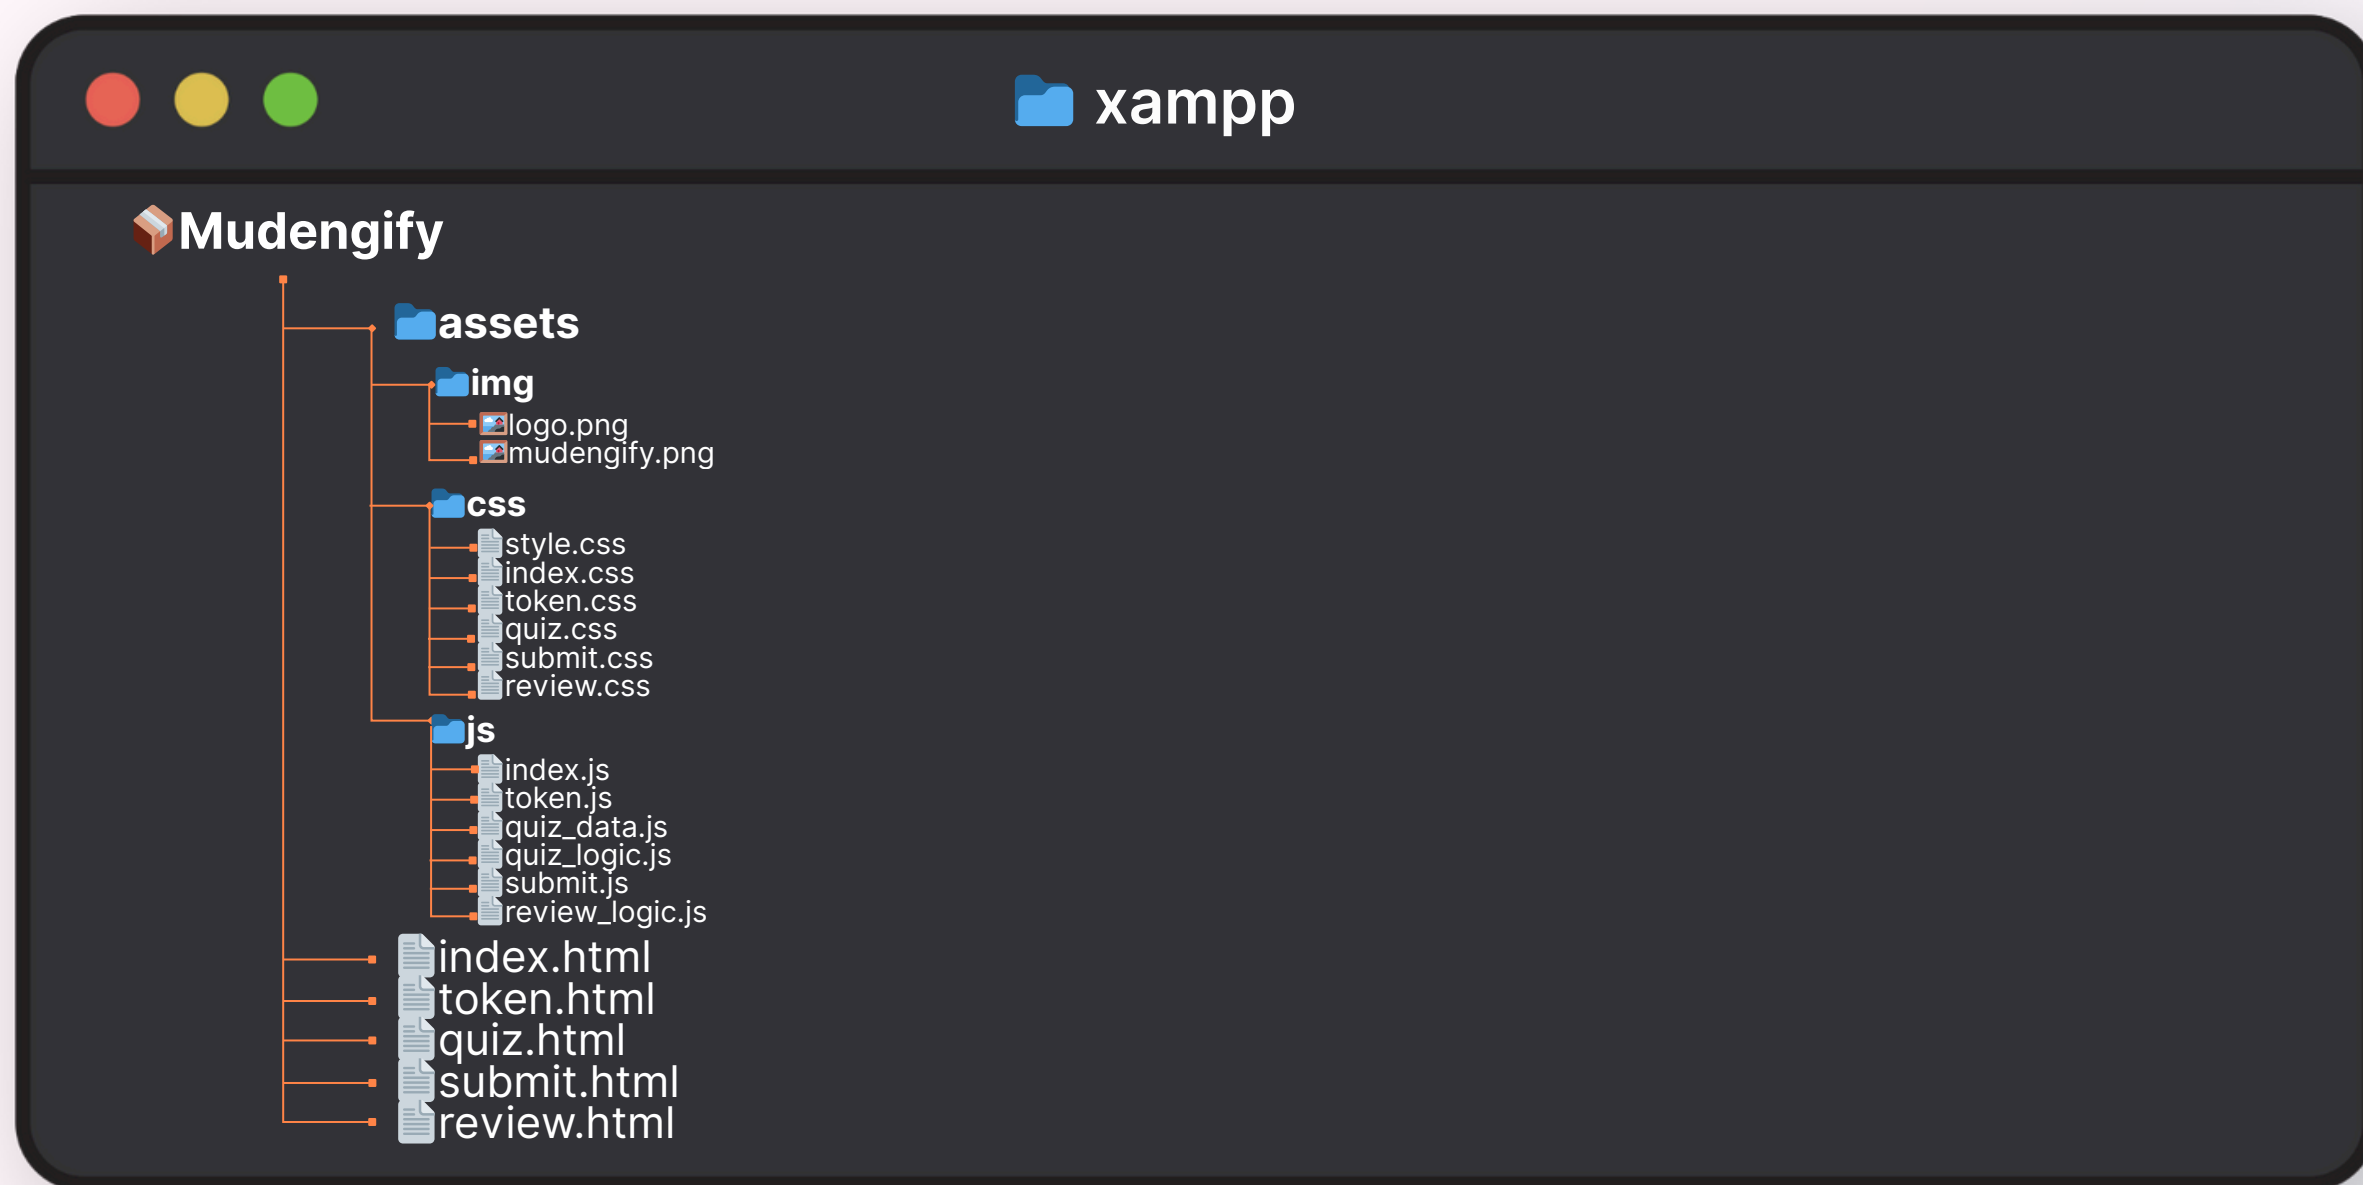 xampp
Mudengify
assets
img
logo.png
mudengify.png
css
style.css
index.css
token.css
quiz.css
submit.css
review.css
js
index.js
token.js
quiz_data.js
quiz_logic.js
submit.js
review_logic.js
index.html
token.html
quiz.html
submit.html
review.html